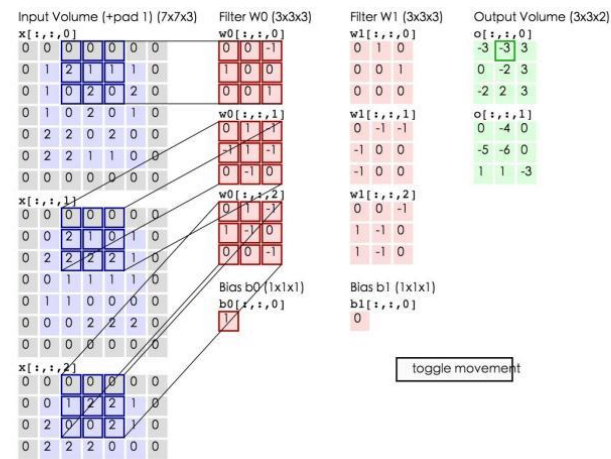 Input Volume (+pad 1) (7x7x3)
x[:,:,0]
0 0 0 0 0 0 0
0 1 2 1 1 1 0
0 1 0 2 0 2 0
0 1 0 2 0 1 0
0 2 2 0 2 0 0
0 2 2 1 1 0 0
0 0 0 0 0 0 0
x[:,:,1]
0 0 0 0 0 0 0
0 0 2 1 0 1 0
0 2 2 2 2 1 0
0 0 1 1 1 1 0
0 1 1 0 0 0 0
0 0 0 2 2 2 0
0 0 0 0 0 0 0
x[:,:,2]
0 0 0 0 0 0 0
0 0 1 2 2 1 0
0 2 0 0 2 1 0
0 2 2 2 0 0 0
Filter W0 (3x3x3)
w0[:,:,0]
0 0 -1
1 0 0
0 0 1
w0[:,:,1]
0 1 -1
-1 1 -1
0 -1 0
w0[:,:,2]
0 1 -1
1 -1 0
0 0 -1
Bias b0 (1x1x1)
b0[:,:,0]
1
Filter W1 (3x3x3)
w1[:,:,0]
0 1 0
0 0 1
0 0 0
w1[:,:,1]
0 -1 -1
-1 0 0
-1 0 0
w1[:,:,2]
0 0 -1
1 -1 0
1 -1 0
Bias b1 (1x1x1)
b1[:,:,0]
0
Output Volume (3x3x2)
o[:,:,0]
-3 -3 3
0 -2 3
-2 2 3
o[:,:,1]
0 -4 0
-5 -6 0
1 1 -3
toggle movement